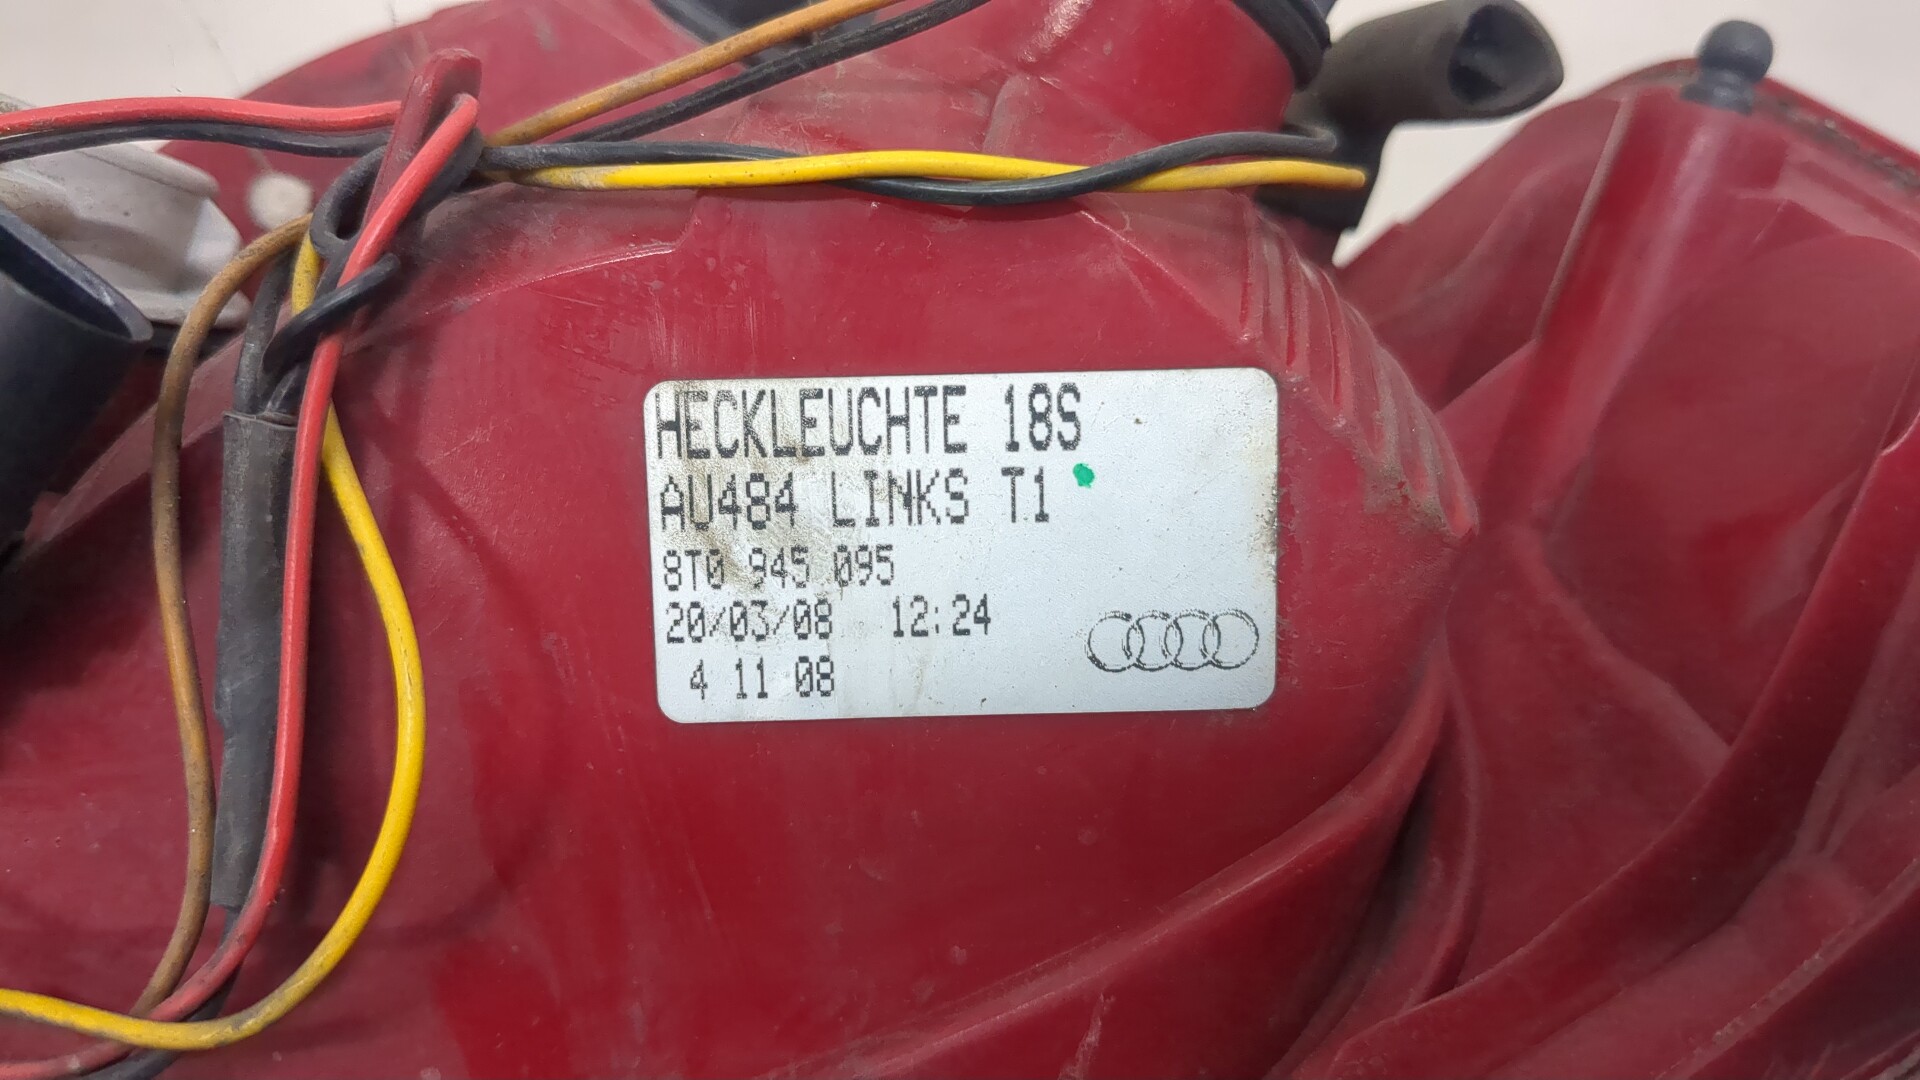 HECKLEUCHTE 18S
AU484 LINKS T1
8T0 945 095
20/03/08 12:24
4 11 08